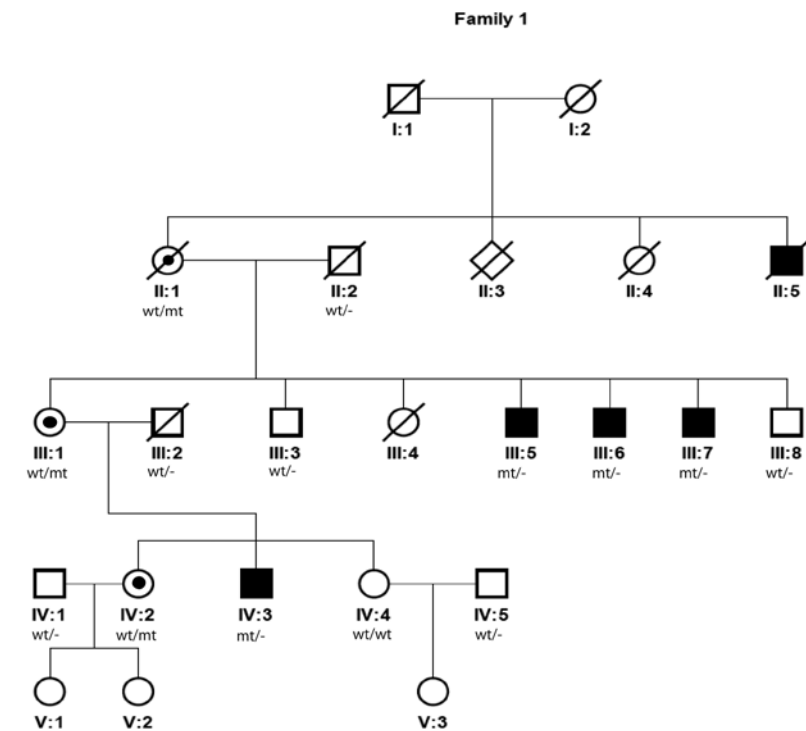 Family 1
I:1 I:2
II:1 II:2 II:3 II:4 II:5
wt/mt wt/-
III:1 III:2 III:3 III:4 III:5 III:6 III:7 III:8
wt/mt wt/- wt/- mt/- mt/- mt/- wt/-
IV:1 IV:2 IV:3 IV:4 IV:5
wt/- wt/mt mt/- wt/wt wt/-
V:1 V:2 V:3